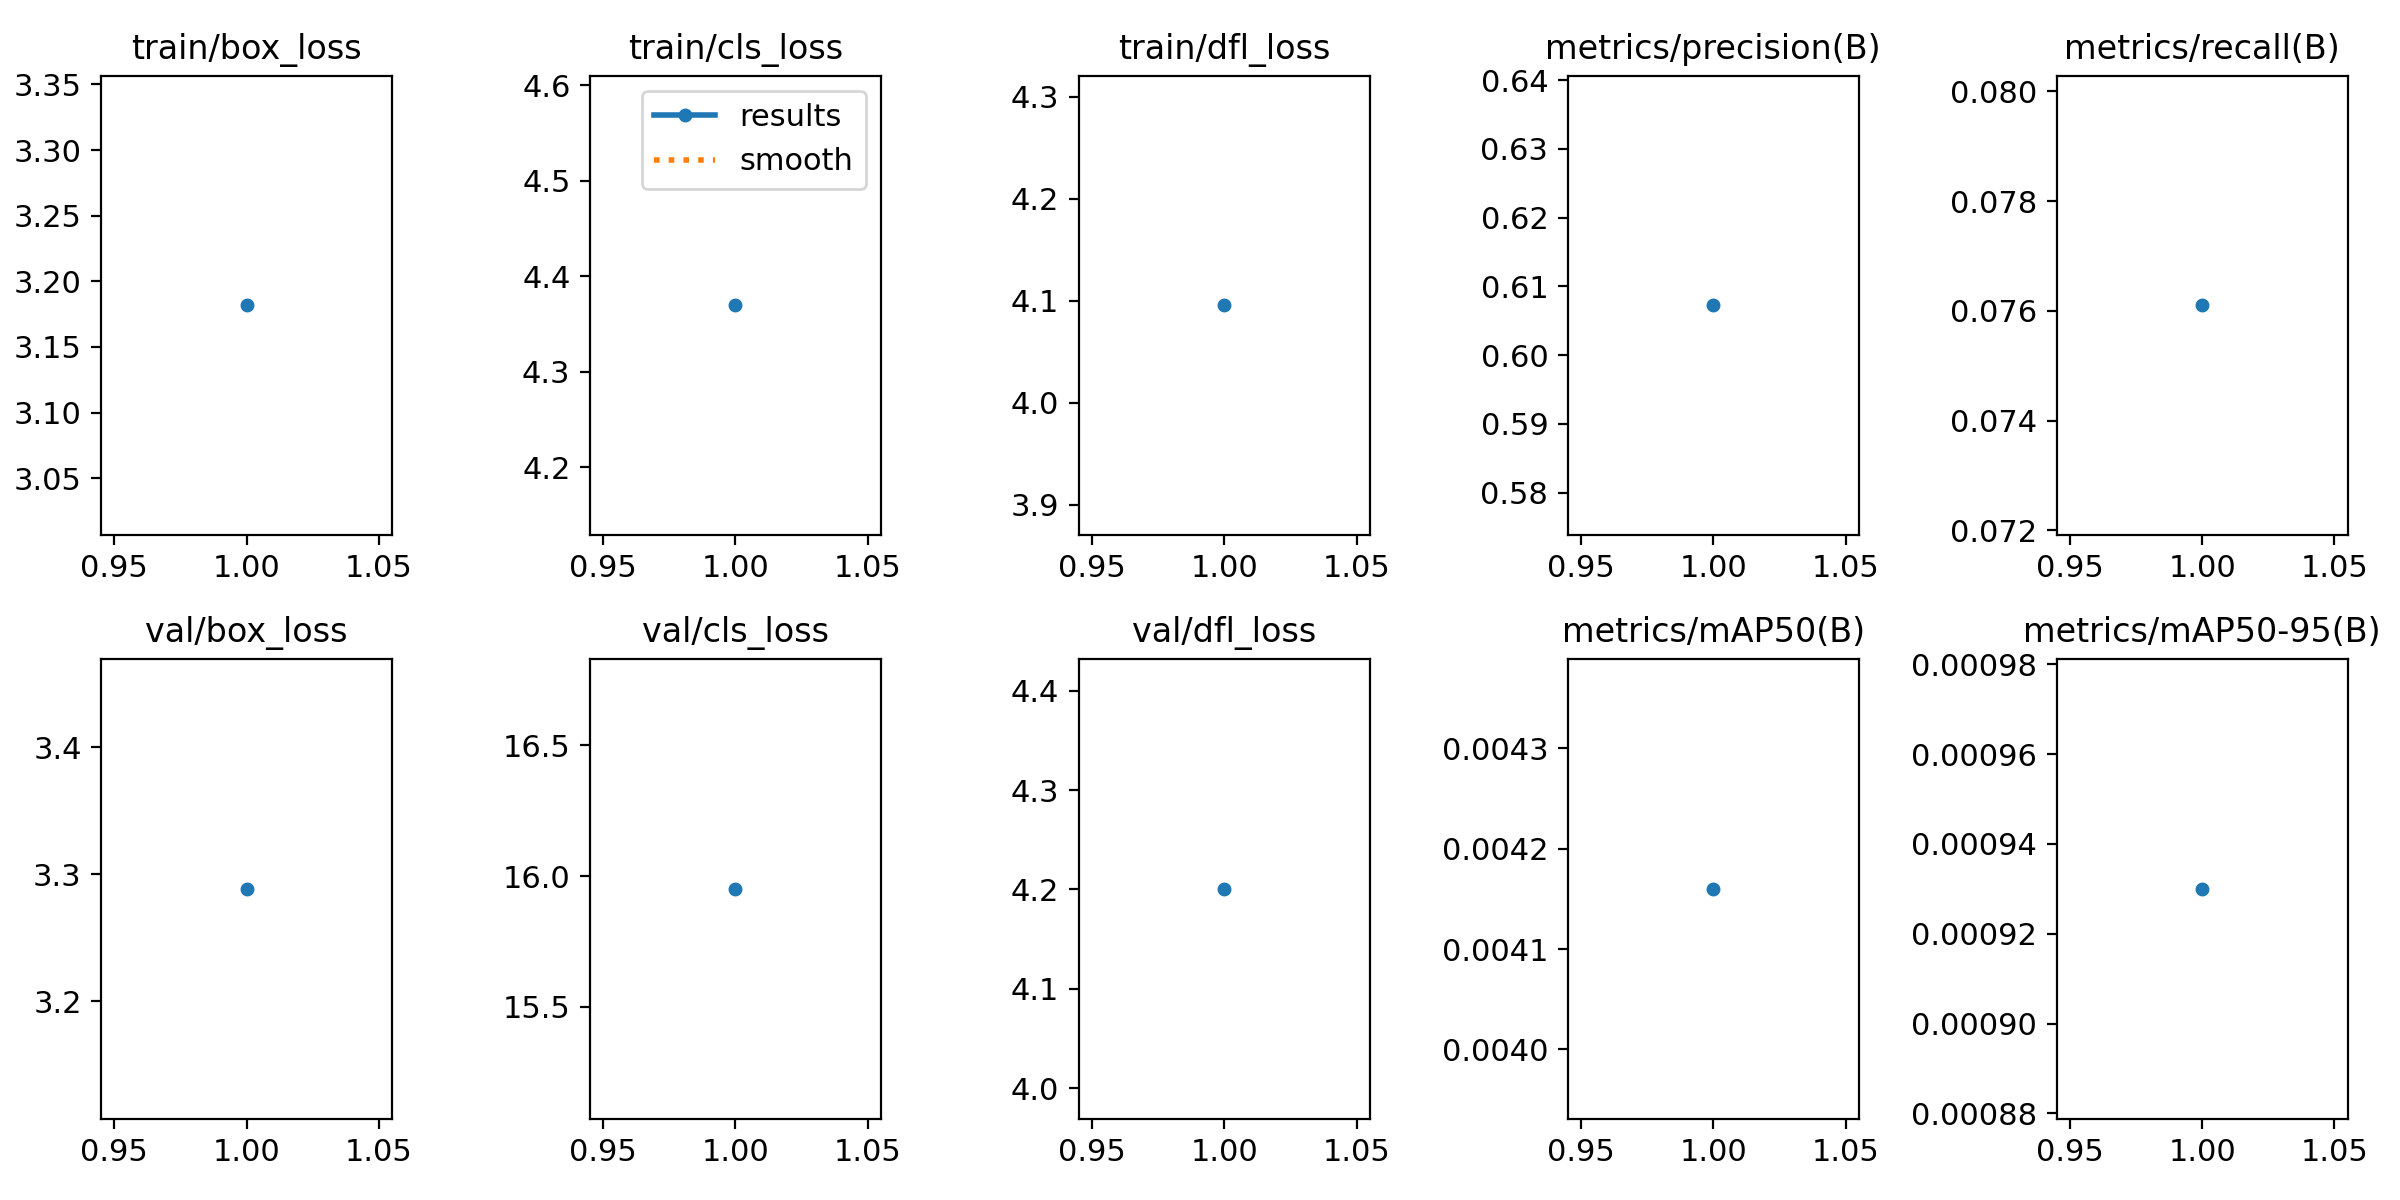 train/box_loss
3.35
3.30
3.25
3.20
3.15
3.10
3.05
0.95 1.00 1.05
train/cls_loss
results
smooth
4.6
4.5
4.4
4.3
4.2
0.95 1.00 1.05
train/dfl_loss
4.3
4.2
4.1
4.0
3.9
0.95 1.00 1.05
metrics/precision(B)
0.64
0.63
0.62
0.61
0.60
0.59
0.58
0.95 1.00 1.05
metrics/recall(B)
0.080
0.078
0.076
0.074
0.072
0.95 1.00 1.05
val/box_loss
3.4
3.3
3.2
0.95 1.00 1.05
val/cls_loss
16.5
16.0
15.5
0.95 1.00 1.05
val/dfl_loss
4.4
4.3
4.2
4.1
4.0
0.95 1.00 1.05
metrics/mAP50(B)
0.0043
0.0042
0.0041
0.0040
0.95 1.00 1.05
metrics/mAP50-95(B)
0.00098
0.00096
0.00094
0.00092
0.00090
0.00088
0.95 1.00 1.05